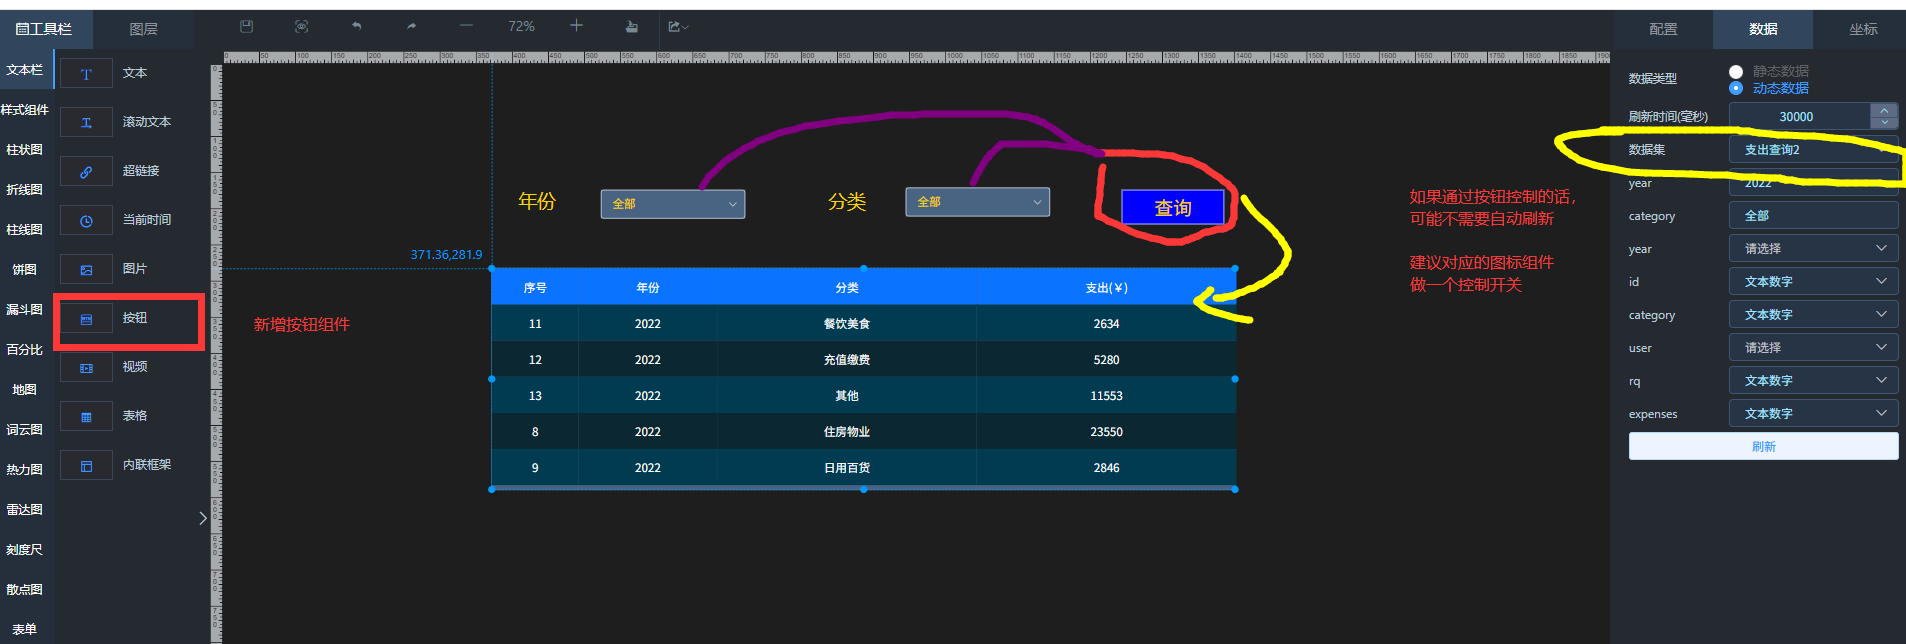 工具栏
图层
72%
配置
数据
坐标
文本栏
样式组件
柱状图
折线图
柱线图
饼图
漏斗图
百分比
地图
词云图
热力图
雷达图
刻度尺
散点图
表单
文本
滚动文本
超链接
当前时间
图片
按钮
视频
表格
内联框架
新增按钮组件
年份
全部
分类
全部
查询
371.36,281.9
序号 年份 分类 支出(￥)
11 2022 餐饮美食 2634
12 2022 充值缴费 5280
13 2022 其他 11553
8 2022 住房物业 23550
9 2022 日用百货 2846
如果通过按钮控制的话，
可能不需要自动刷新
建议对应的图标组件
做一个控制开关
数据类型
静态数据
动态数据
刷新时间(毫秒) 30000
数据集 支出查询2
year 2022
category 全部
year 请选择
id 文本数字
category 文本数字
user 请选择
rq 文本数字
expenses 文本数字
刷新